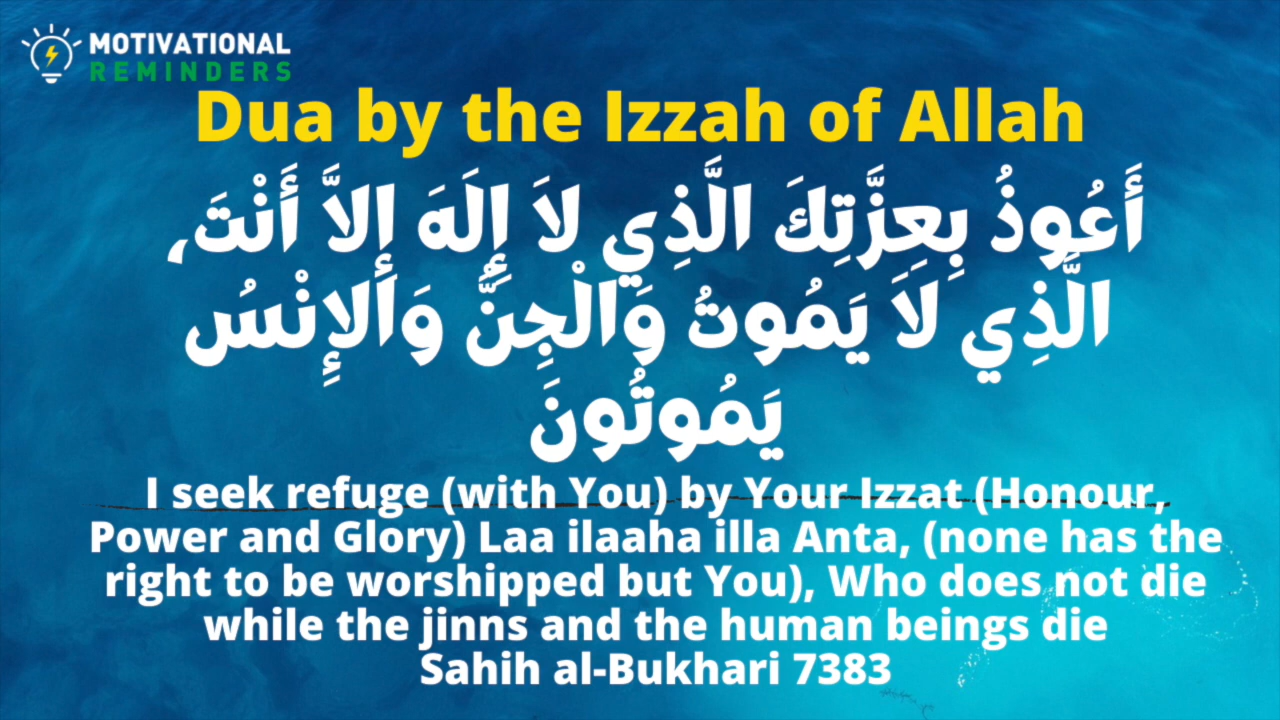 MOTIVATIONAL
REMINDERS
Dua by the Izzah of Allah
أَعُوذُ بِعِزَّتِكَ الَّذِي لاَ إِلَهَ إِلاَّ أَنْتَ،
الَّذِي لاَ يَمُوتُ وَالْجِنُّ وَالإِنْسُ
يَمُوتُونَ
I seek refuge (with You) by Your Izzat (Honour,
Power and Glory) Laa ilaaha illa Anta, (none has the
right to be worshipped but You), Who does not die
while the jinns and the human beings die
Sahih al-Bukhari 7383